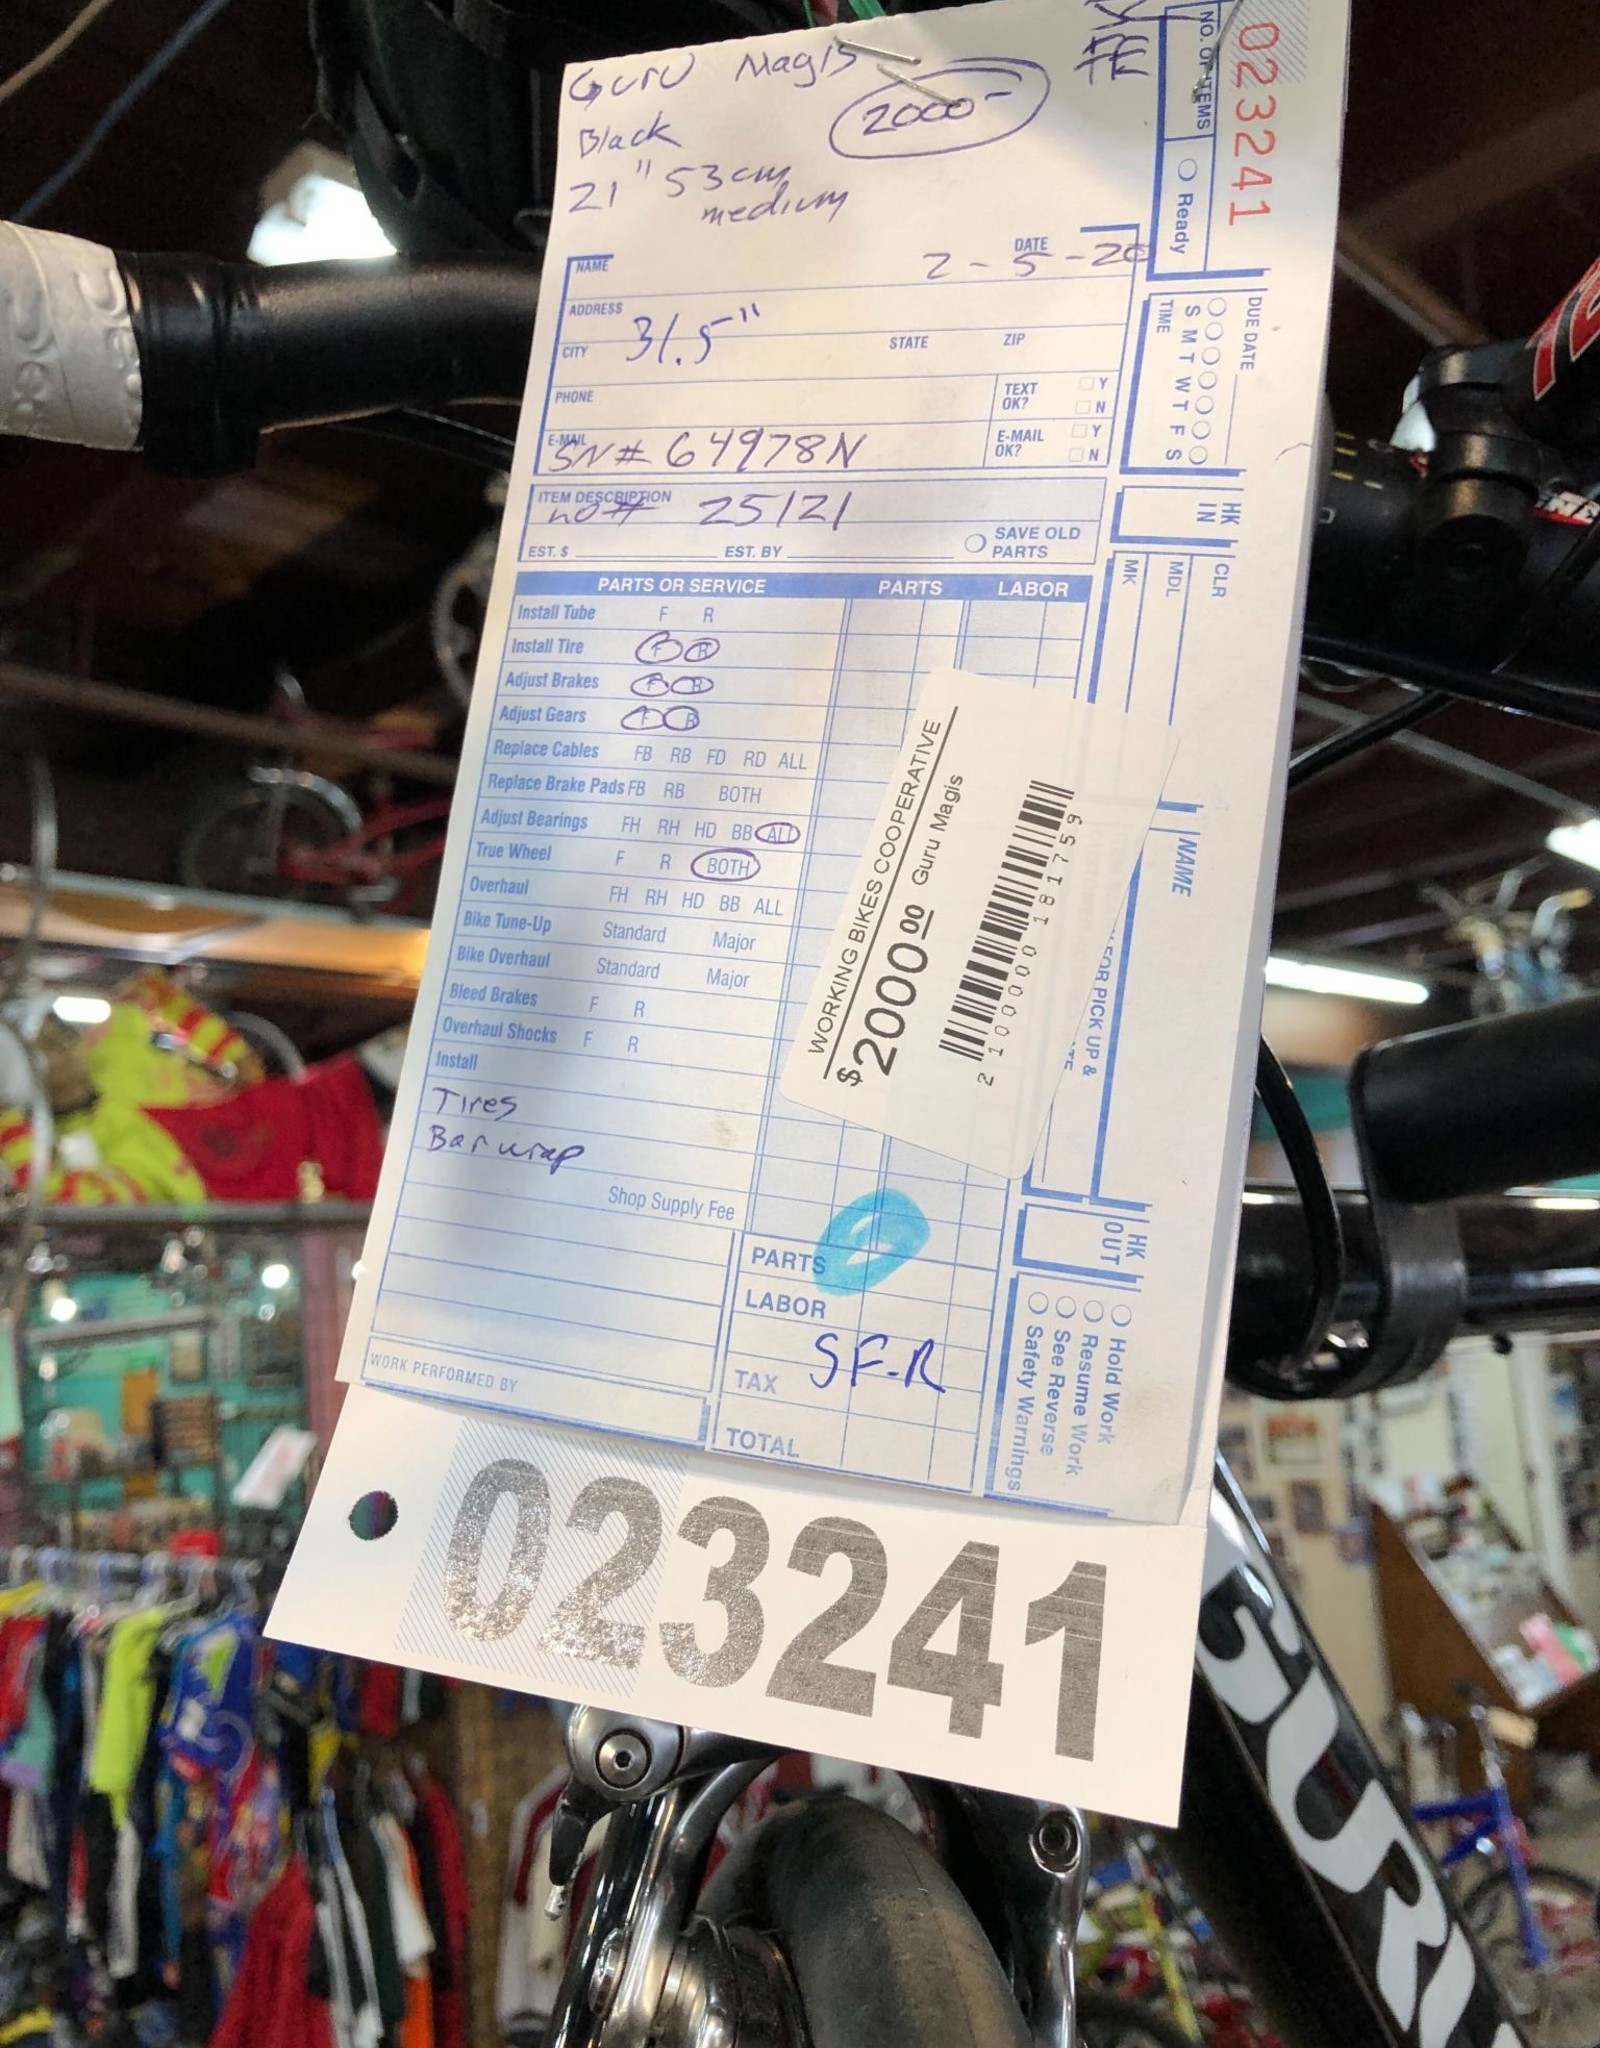 Guru Magis
2000-
Black
21" 53cm
medium
NO. OF ITEMS
Ready
023241
NAME
DATE
2-5-20
ADDRESS
31.5"
CITY
STATE
ZIP
PHONE
TEXT OK?
Y
N
E-MAIL
SN# 64978N
E-MAIL OK?
Y
N
ITEM DESCRIPTION
25121
EST. $
EST. BY
SAVE OLD PARTS
DUE DATE
S M T W T F S
TIME
HK IN
CLR
MDL
MK
NAME
PARTS OR SERVICE PARTS LABOR
Install Tube F R
Install Tire F R
Adjust Brakes F R
Adjust Gears F R
Replace Cables FB RB FD RD ALL
Replace Brake Pads FB RB BOTH
Adjust Bearings FH RH HD BB ALL
True Wheel F R BOTH
Overhaul FH RH HD BB ALL
Bike Tune-Up Standard Major
Bike Overhaul Standard Major
Bleed Brakes F R
Overhaul Shocks F R
Install
Tires
Bar wrap
Shop Supply Fee
WORKING BIKES COOPERATIVE
$2000.00 Guru Magis
2 100000 181759
FOR PICK UP &
HK OUT
Hold Work
Resume Work
See Reverse
Safety Warnings
PARTS
LABOR
SF-R
TAX
TOTAL
WORK PERFORMED BY
023241
GURU